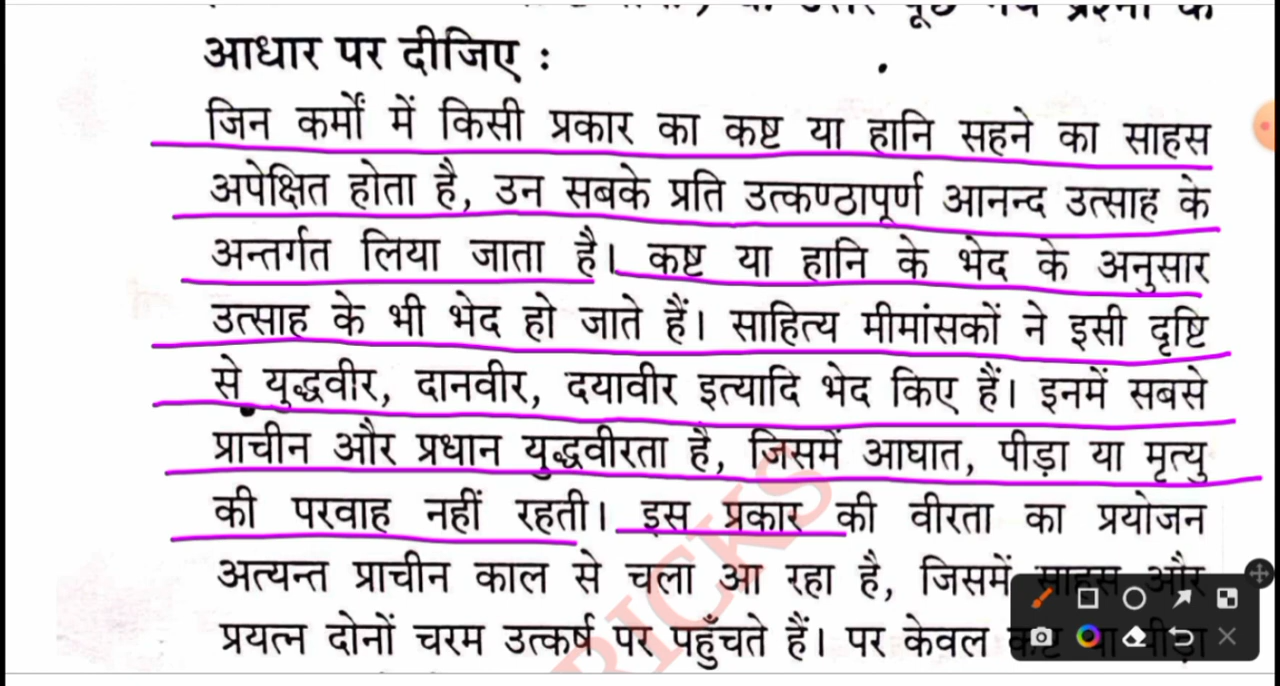 के
आधार पर दीजिए :
जिन कर्मों में किसी प्रकार का कष्ट या हानि सहने का साहस
अपेक्षित होता है, उन सबके प्रति उत्कण्ठापूर्ण आनन्द उत्साह के
अन्तर्गत लिया जाता है। कष्ट या हानि के भेद के अनुसार
उत्साह के भी भेद हो जाते हैं। साहित्य मीमांसकों ने इसी दृष्टि
से युद्धवीर, दानवीर, दयावीर इत्यादि भेद किए हैं। इनमें सबसे
प्राचीन और प्रधान युद्धवीरता है, जिसमें आघात, पीड़ा या मृत्यु
की परवाह नहीं रहती। इस प्रकार की वीरता का प्रयोजन
अत्यन्त प्राचीन काल से चला आ रहा है, जिसमें साहस और
प्रयत्न दोनों चरम उत्कर्ष पर पहुँचते हैं। पर केवल कष्ट या पीड़ा
RICKS